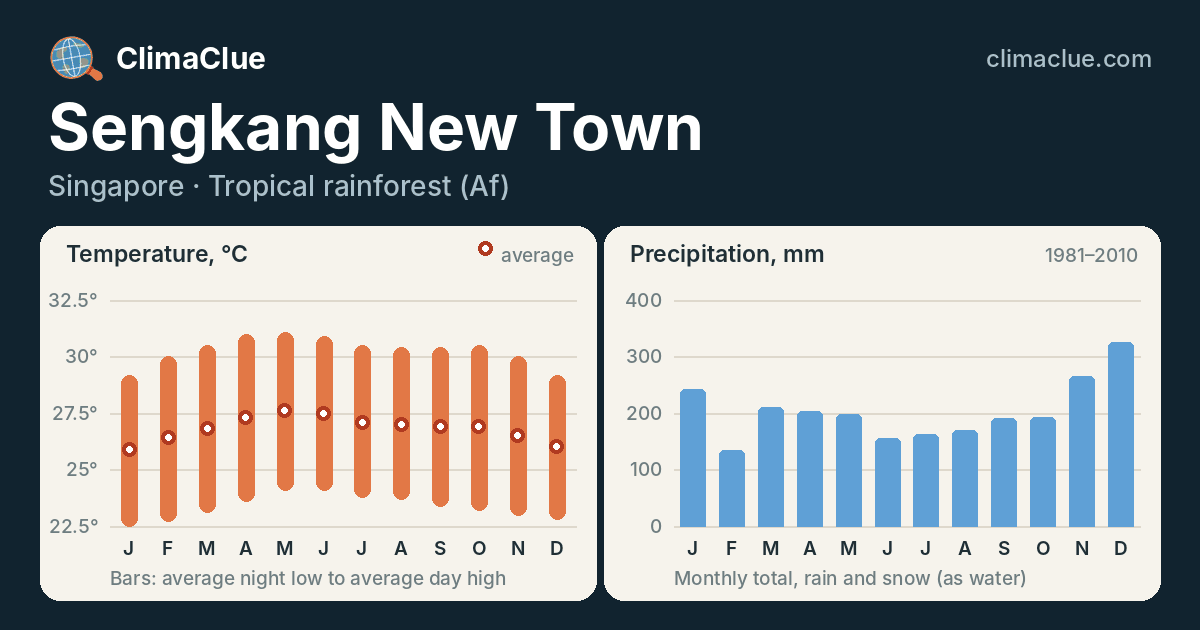 ClimaClue
climaclue.com
Sengkang New Town
Singapore · Tropical rainforest (Af)
Temperature, °C
average
32.5°
30°
27.5°
25°
22.5°
J F M A M J J A S O N D
Bars: average night low to average day high
Precipitation, mm
1981–2010
400
300
200
100
0
J F M A M J J A S O N D
Monthly total, rain and snow (as water)